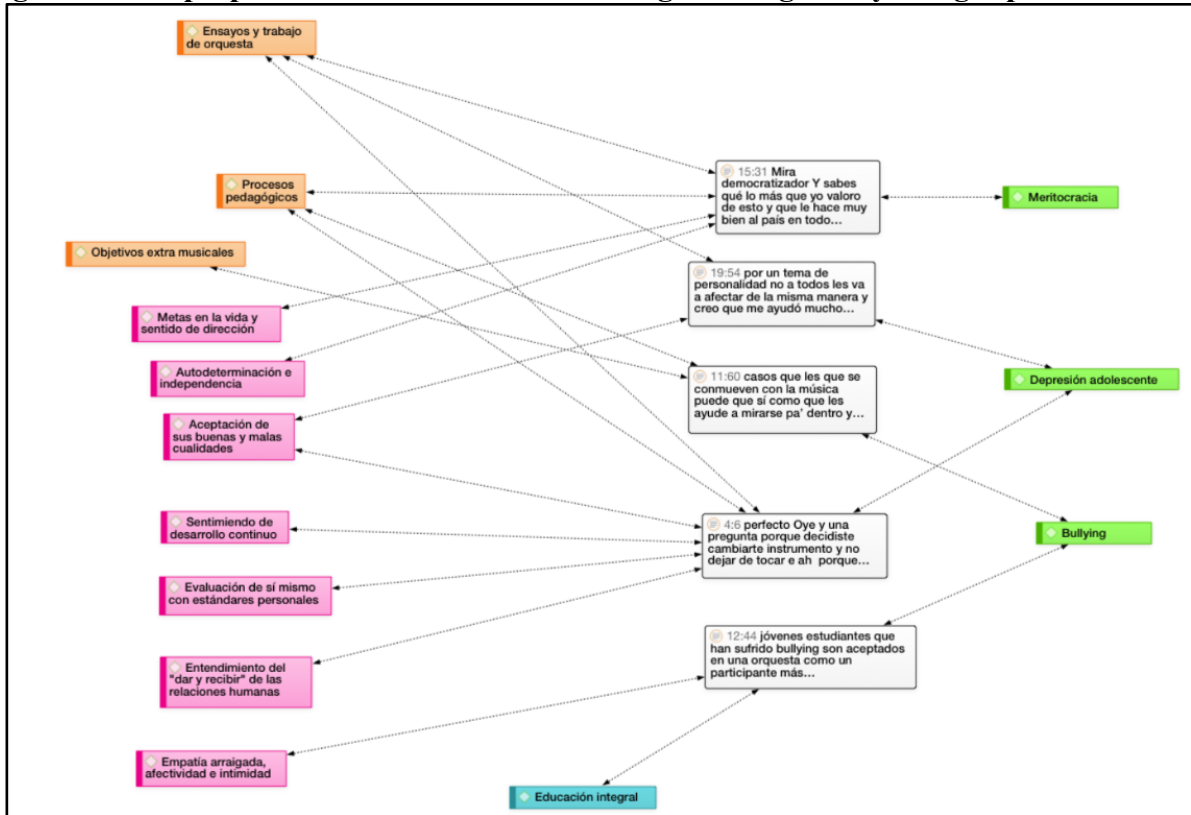 Ensayos y trabajo
de orquesta
Procesos
pedagógicos
Objetivos extra musicales
Metas en la vida y
sentido de dirección
Autodeterminación e
independencia
Aceptación de
sus buenas y malas
cualidades
Sentimiendo de
desarrollo continuo
Evaluación de sí mismo
con estándares personales
Entendimiento del
"dar y recibir" de las
relaciones humanas
Empatía arraigada,
afectividad e intimidad
15:31 Mira
democratizador Y sabes
qué lo más que yo valoro
de esto y que le hace muy
bien al país en todo...
19:54 por un tema de
personalidad no a todos les va
a afectar de la misma manera y
creo que me ayudó mucho...
11:60 casos que les que se
conmueven con la música
puede que sí como que les
ayude a mirarse pa' dentro y...
4:6 perfecto Oye y una
pregunta porque decidiste
cambiarte instrumento y no
dejar de tocar e ah porque...
12:44 jóvenes estudiantes que
han sufrido bullying son aceptados
en una orquesta como un
participante más...
Educación integral
Meritocracia
Depresión adolescente
Bullying